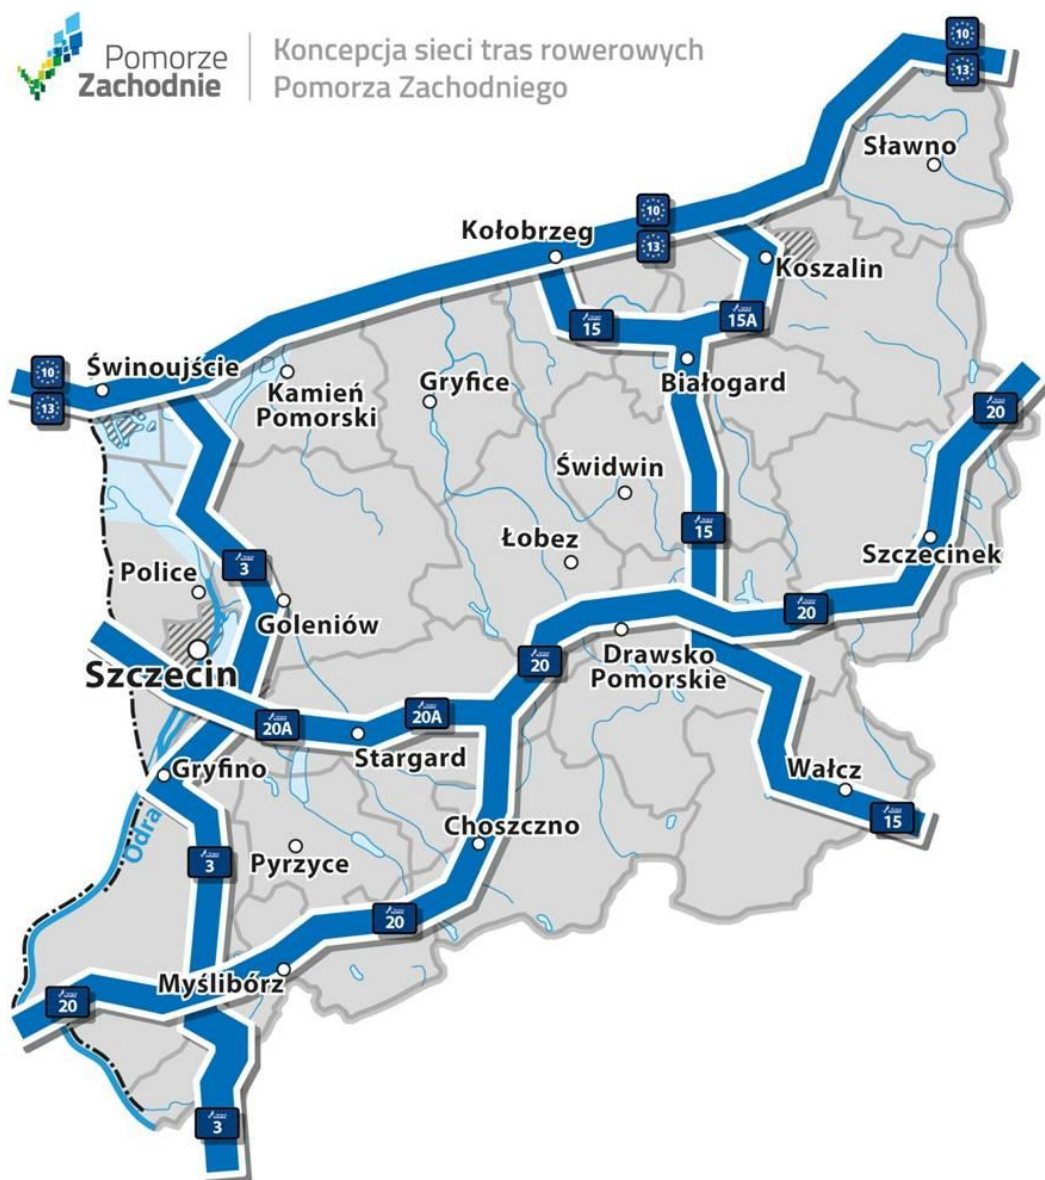 Pomorze
Zachodnie
Koncepcja sieci tras rowerowych
Pomorza Zachodniego
10
13
Sławno
10
13
Kołobrzeg
Koszalin
15
15A
10
13
Świnoujście
Kamień
Pomorski
Gryfice
Białogard
20
Świdwin
15
Łobez
Szczecinek
Police
3
Goleniów
20
Szczecin
20
Drawsko
Pomorskie
20A
20A
Stargard
Gryfino
Wałcz
15
Odra
Choszczno
3
Pyrzyce
20
Myślibórz
20
3